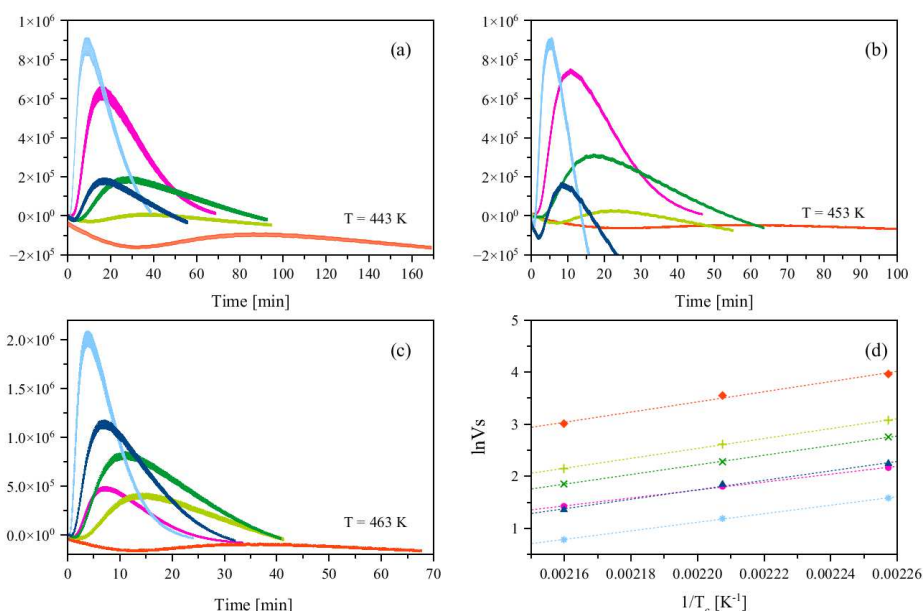 1×10⁶
8×10⁵
6×10⁵
4×10⁵
2×10⁵
0×10⁰
−2×10⁵
(a)
T = 443 K
0 20 40 60 80 100 120 140 160
Time [min]
1×10⁶
8×10⁵
6×10⁵
4×10⁵
2×10⁵
0×10⁰
−2×10⁵
(b)
T = 453 K
0 10 20 30 40 50 60 70 80 90 100
Time [min]
2.0×10⁶
1.5×10⁶
1.0×10⁶
5.0×10⁵
0.0×10⁰
(c)
T = 463 K
0 10 20 30 40 50 60 70
Time [min]
5
4
3
2
1
lnVs
(d)
0.00216 0.00218 0.00220 0.00222 0.00224 0.00226
1/Tc [K⁻¹]